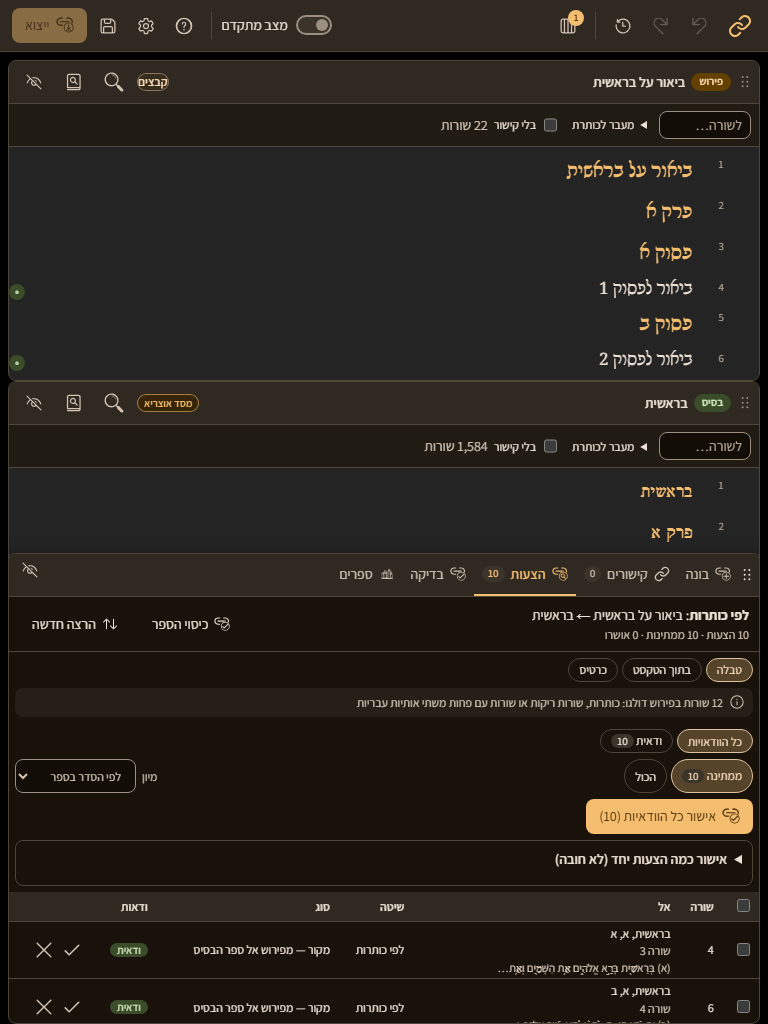 1
מצב מתקדם
ייצוא
פירוש
ביאור על בראשית
קבצים
לשורה...
מעבר לכותרת
בלי קישור
22 שורות
1 ביאור על בראשית
2 פרק א
3 פסוק א
4 ביאור לפסוק 1
5 פסוק ב
6 ביאור לפסוק 2
בסיס
בראשית
מסד אוצריא
לשורה...
מעבר לכותרת
בלי קישור
1,584 שורות
1 בראשית
2 פרק א
בונה
קישורים 0
הצעות 10
בדיקה
ספרים
לפי כותרות: ביאור על בראשית ← בראשית
10 הצעות · 10 ממתינות · 0 אושרו
כיסוי הספר
הרצה חדשה
טבלה
בתוך הטקסט
כרטיס
12 שורות בפירוש דולגו: כותרות, שורות ריקות או שורות עם פחות משתי אותיות עבריות
כל הוודאויות
ודאית 10
ממתינה 10
הכול
מיון
לפי הסדר בספר
אישור כל הוודאיות (10)
אישור כמה הצעות יחד (לא חובה)
שורה אל שיטה סוג ודאות
4
בראשית, א, א
שורה 3
(א) בְּרֵאשִׁית בָּרָא אֱלֹהִים אֵת הַשָּׁמַיִם וְאֵת...
לפי כותרות
מקור — מפירוש אל ספר הבסיס
ודאית
6
בראשית, א, ב
שורה 4
לפי כותרות
מקור — מפירוש אל ספר הבסיס
ודאית